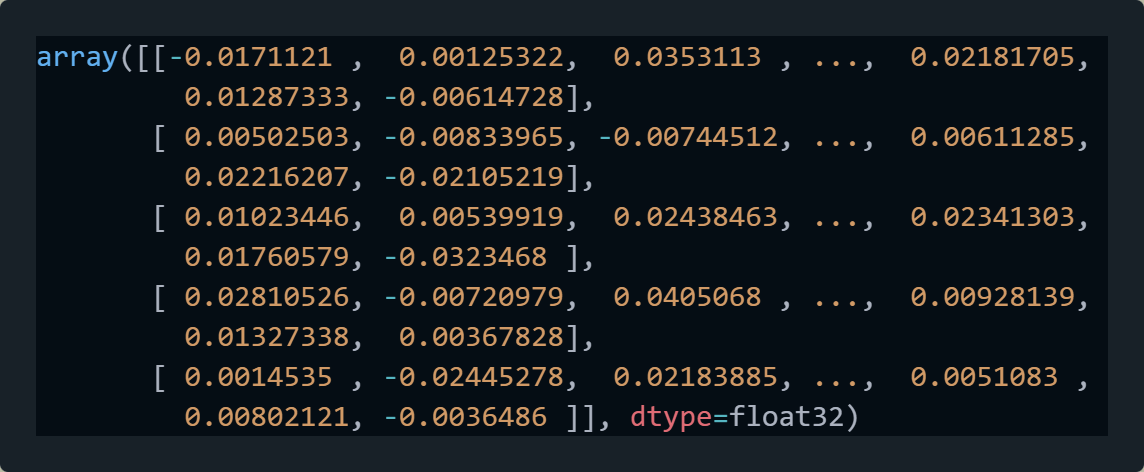 array([[-0.0171121 ,  0.00125322,  0.0353113 , ...,  0.02181705,
         0.01287333, -0.00614728],
       [ 0.00502503, -0.00833965, -0.00744512, ...,  0.00611285,
         0.02216207, -0.02105219],
       [ 0.01023446,  0.00539919,  0.02438463, ...,  0.02341303,
         0.01760579, -0.0323468 ],
       [ 0.02810526, -0.00720979,  0.0405068 , ...,  0.00928139,
         0.01327338,  0.00367828],
       [ 0.0014535 , -0.02445278,  0.02183885, ...,  0.0051083 ,
         0.00802121, -0.0036486 ]], dtype=float32)